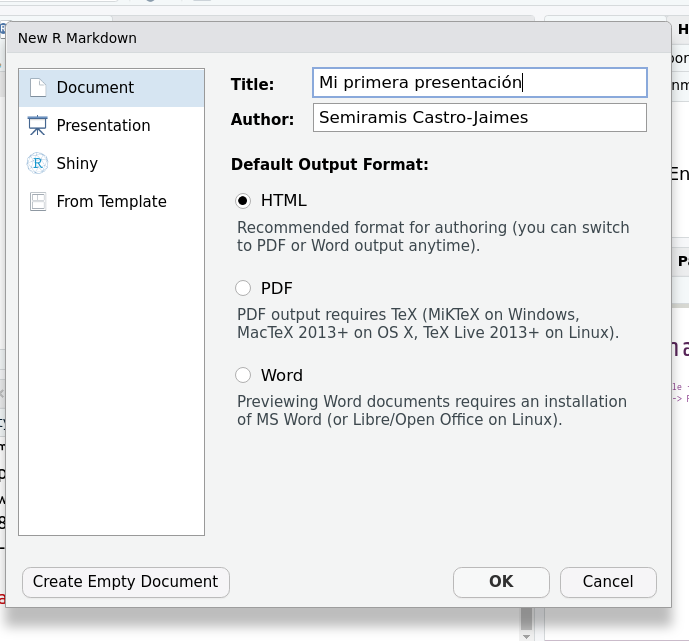 New R Markdown
Document
Presentation
Shiny
From Template
Title: Mi primera presentación
Author: Semiramis Castro-Jaimes
Default Output Format:
HTML
Recommended format for authoring (you can switch
to PDF or Word output anytime).
PDF
PDF output requires TeX (MiKTeX on Windows,
MacTeX 2013+ on OS X, TeX Live 2013+ on Linux).
Word
Previewing Word documents requires an installation
of MS Word (or Libre/Open Office on Linux).
Create Empty Document
OK
Cancel